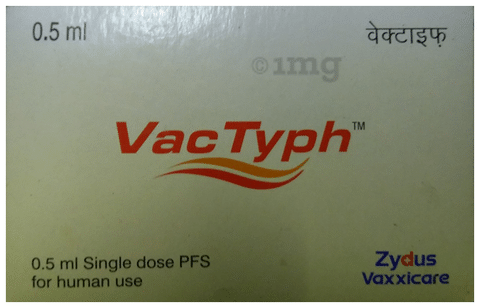 0.5 ml
वेक्टाइफ़
©1mg
VacTyph™
0.5 ml Single dose PFS
for human use
Zydus
Vaxxicare